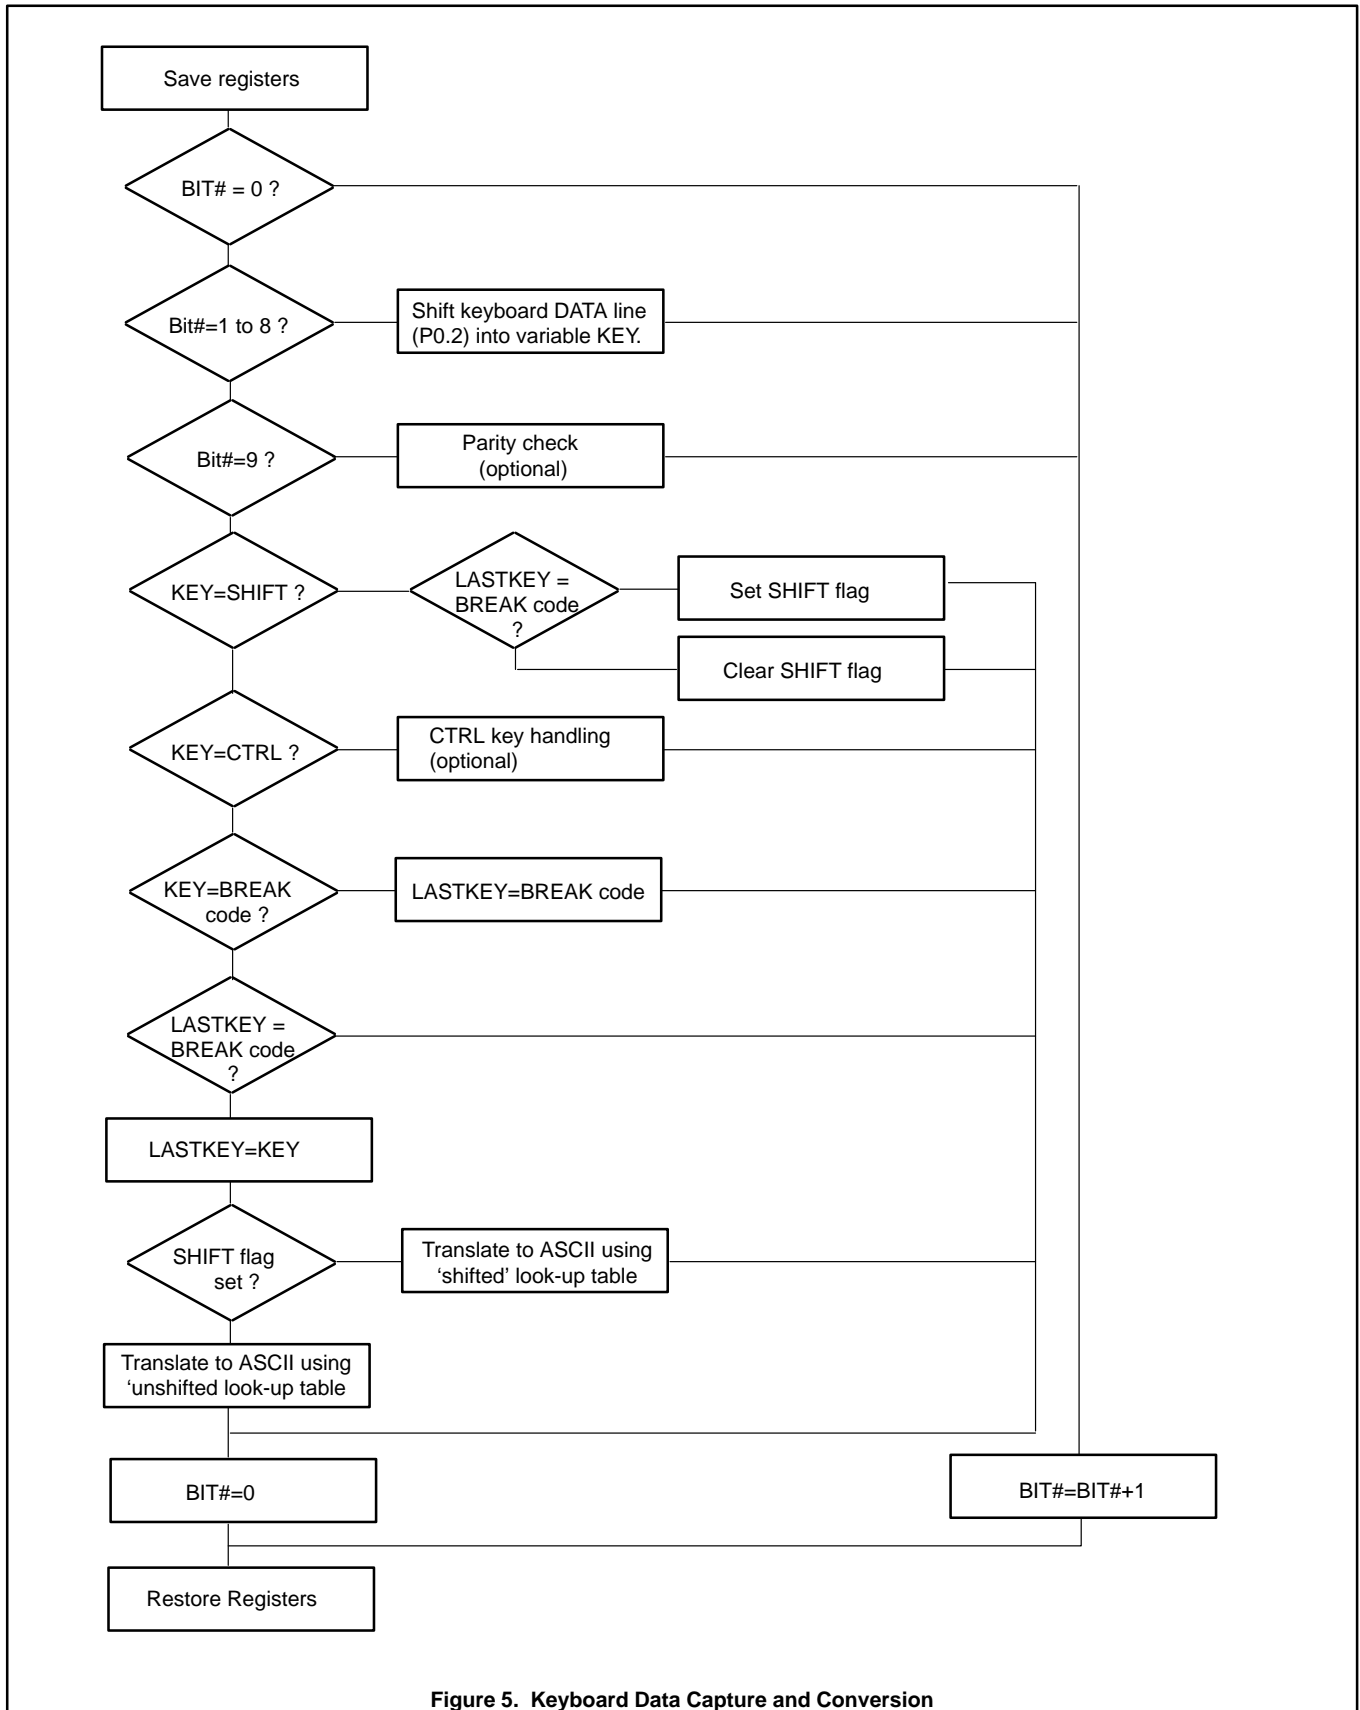 Save registers
BIT# = 0 ?
Bit#=1 to 8 ?
Shift keyboard DATA line
(P0.2) into variable KEY.
Bit#=9 ?
Parity check
(optional)
KEY=SHIFT ?
LASTKEY =
BREAK code
?
Set SHIFT flag
Clear SHIFT flag
KEY=CTRL ?
CTRL key handling
(optional)
KEY=BREAK
code ?
LASTKEY=BREAK code
LASTKEY =
BREAK code
?
LASTKEY=KEY
SHIFT flag
set ?
Translate to ASCII using
‘shifted’ look-up table
Translate to ASCII using
‘unshifted look-up table
BIT#=0
BIT#=BIT#+1
Restore Registers
Figure 5. Keyboard Data Capture and Conversion